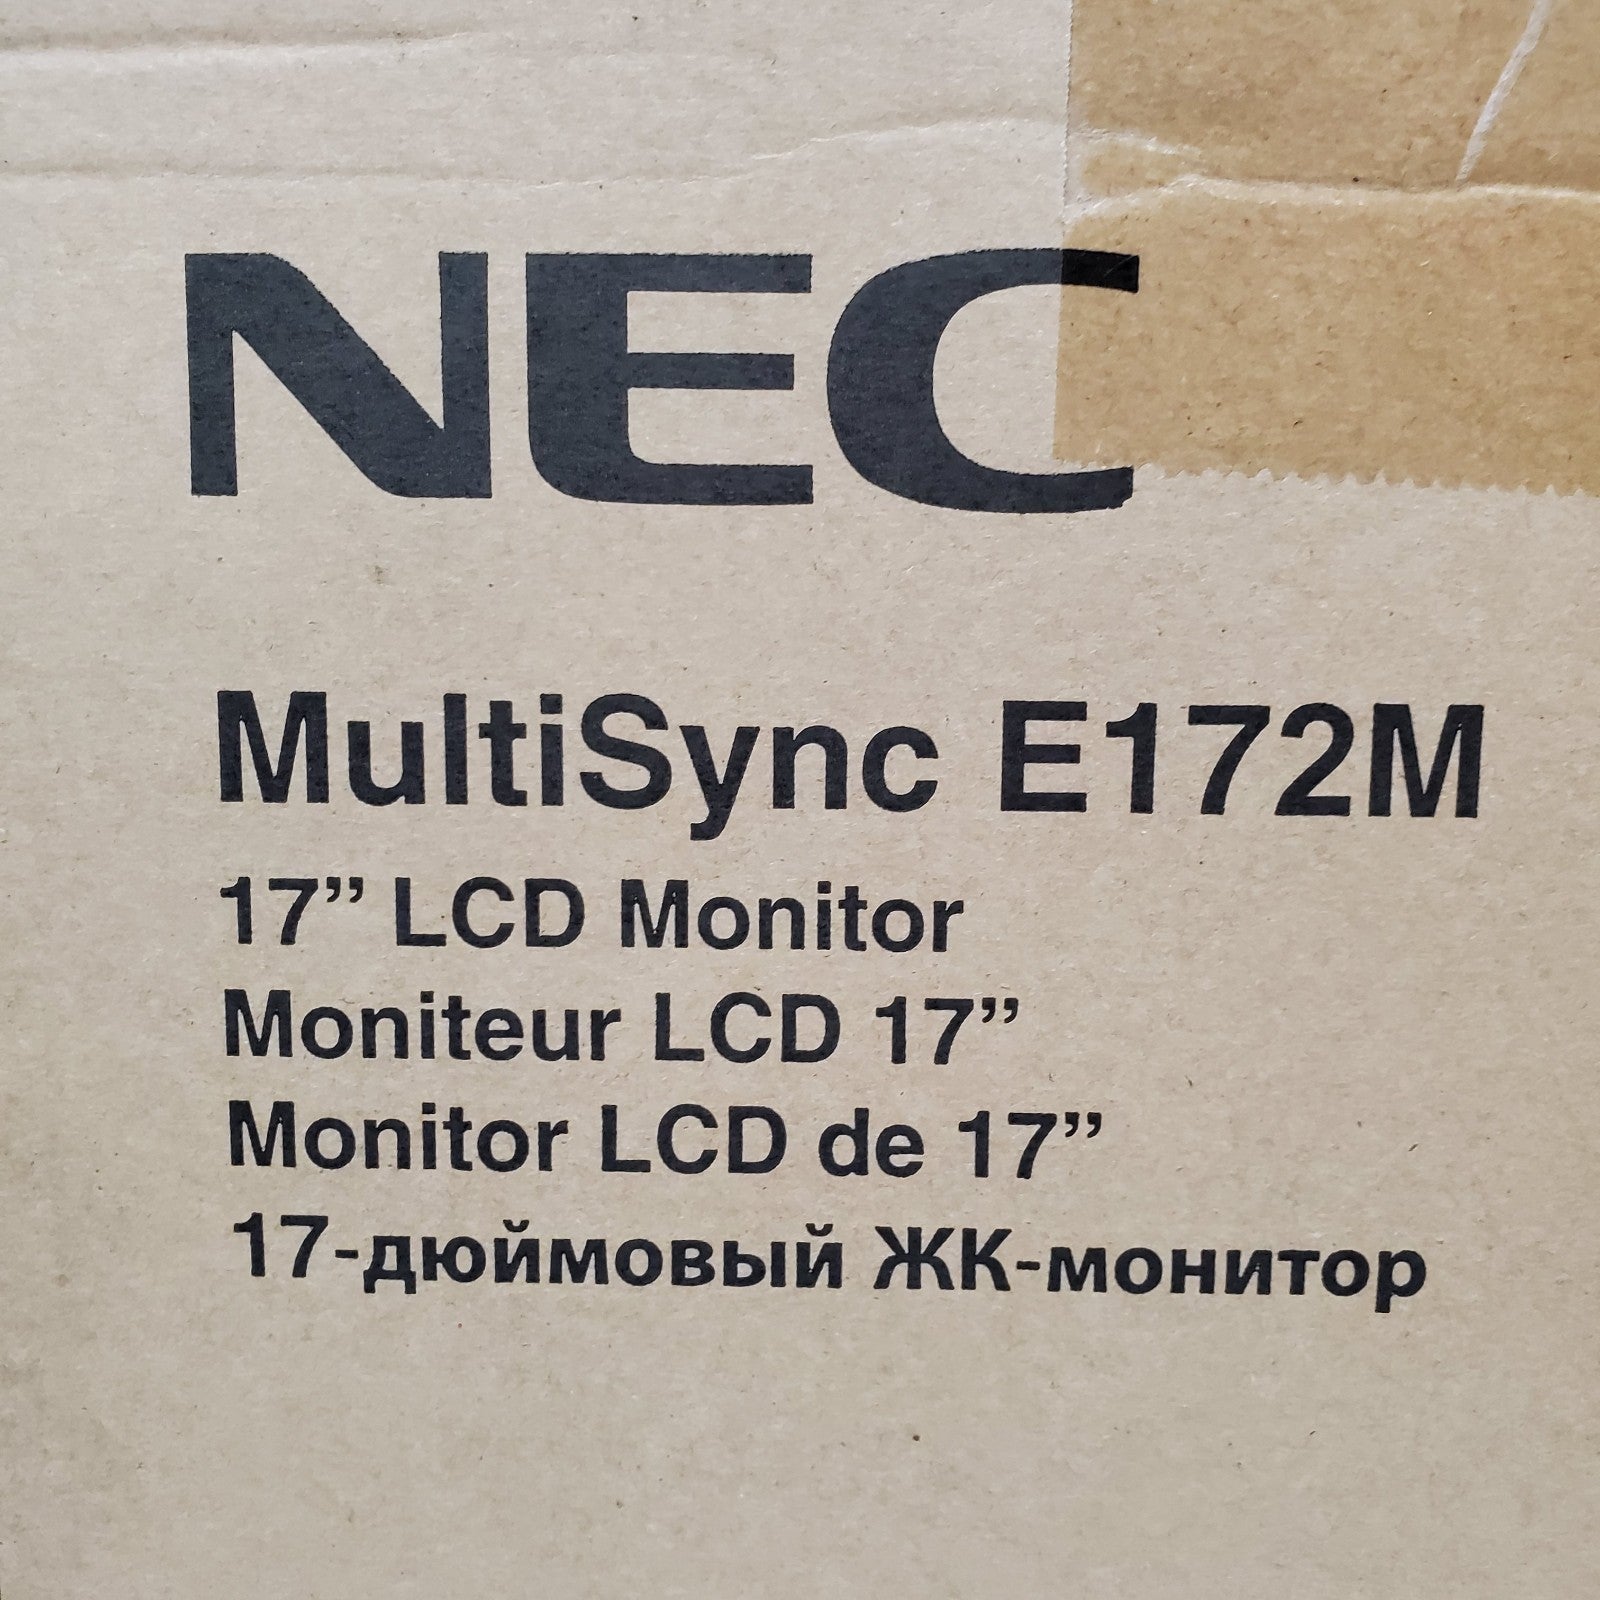 NEC
MultiSync E172M
17” LCD Monitor
Moniteur LCD 17”
Monitor LCD de 17”
17-дюймовый ЖК-монитор